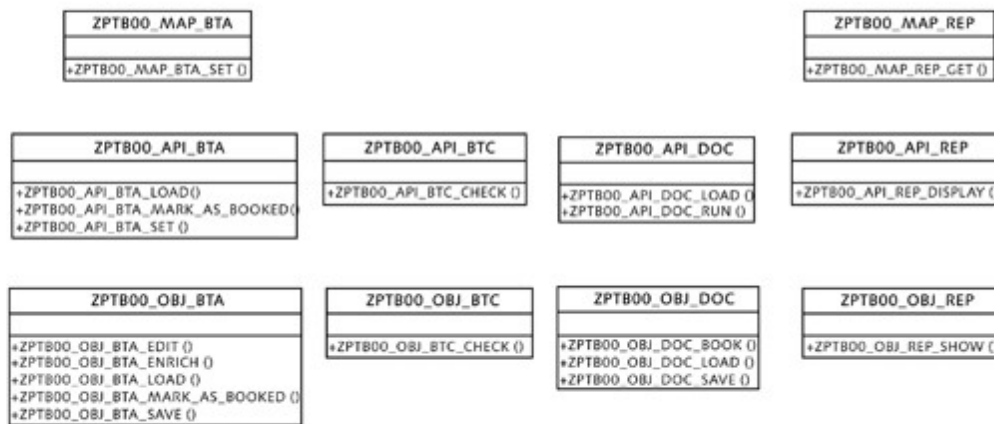 ZPTB00_MAP_BTA
+ZPTB00_MAP_BTA_SET ()
ZPTB00_MAP_REP
+ZPTB00_MAP_REP_GET ()
ZPTB00_API_BTA
+ZPTB00_API_BTA_LOAD()
+ZPTB00_API_BTA_MARK_AS_BOOKED()
+ZPTB00_API_BTA_SET ()
ZPTB00_API_BTC
+ZPTB00_API_BTC_CHECK ()
ZPTB00_API_DOC
+ZPTB00_API_DOC_LOAD ()
+ZPTB00_API_DOC_RUN ()
ZPTB00_API_REP
+ZPTB00_API_REP_DISPLAY (
ZPTB00_OBJ_BTA
+ZPTB00_OBJ_BTA_EDIT ()
+ZPTB00_OBJ_BTA_ENRICH ()
+ZPTB00_OBJ_BTA_LOAD ()
+ZPTB00_OBJ_BTA_MARK_AS_BOOKED ()
+ZPTB00_OBJ_BTA_SAVE ()
ZPTB00_OBJ_BTC
+ZPTB00_OBJ_BTC_CHECK ()
ZPTB00_OBJ_DOC
+ZPTB00_OBJ_DOC_BOOK ()
+ZPTB00_OBJ_DOC_LOAD ()
+ZPTB00_OBJ_DOC_SAVE ()
ZPTB00_OBJ_REP
+ZPTB00_OBJ_REP_SHOW ()